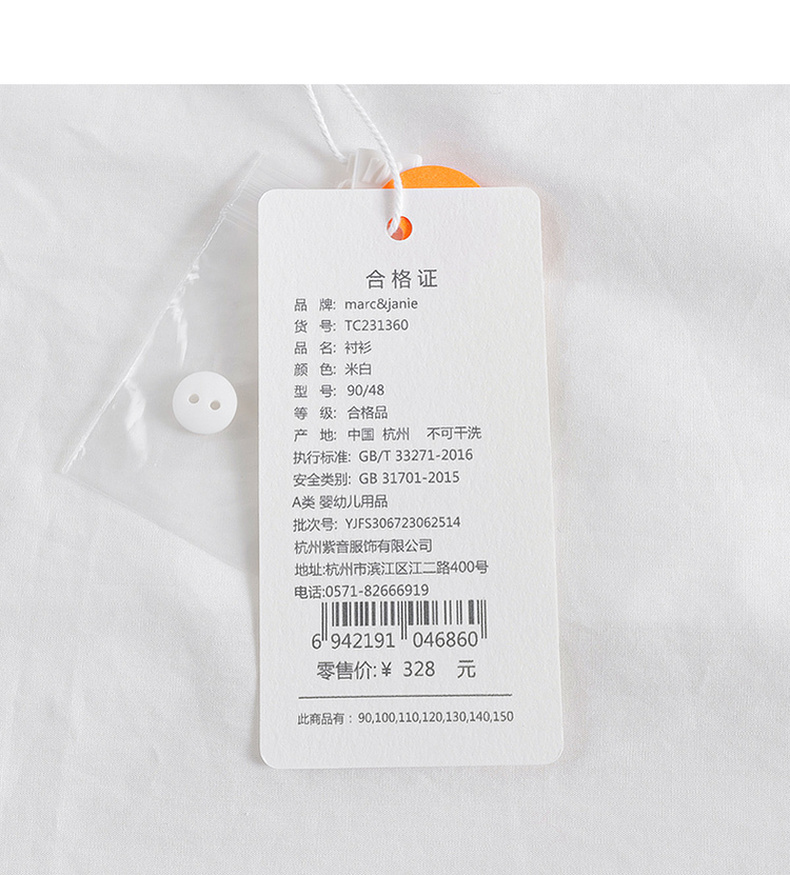 合格证
品 牌: marc&janie
货 号: TC231360
品 名: 衬衫
颜 色: 米白
型 号: 90/48
等 级: 合格品
产 地: 中国 杭州 不可干洗
执行标准: GB/T 33271-2016
安全类别: GB 31701-2015
A类 婴幼儿用品
批次号: YJFS306723062514
杭州紫音服饰有限公司
地址:杭州市滨江区江二路400号
电话:0571-82666919
6 942191 046860
零售价:¥ 328 元
此商品有: 90,100,110,120,130,140,150